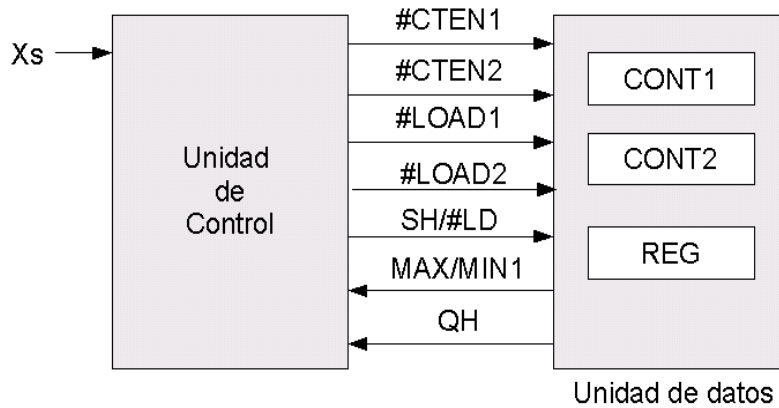 Xs
Unidad
de
Control
#CTEN1
#CTEN2
#LOAD1
#LOAD2
SH/#LD
MAX/MIN1
QH
CONT1
CONT2
REG
Unidad de datos